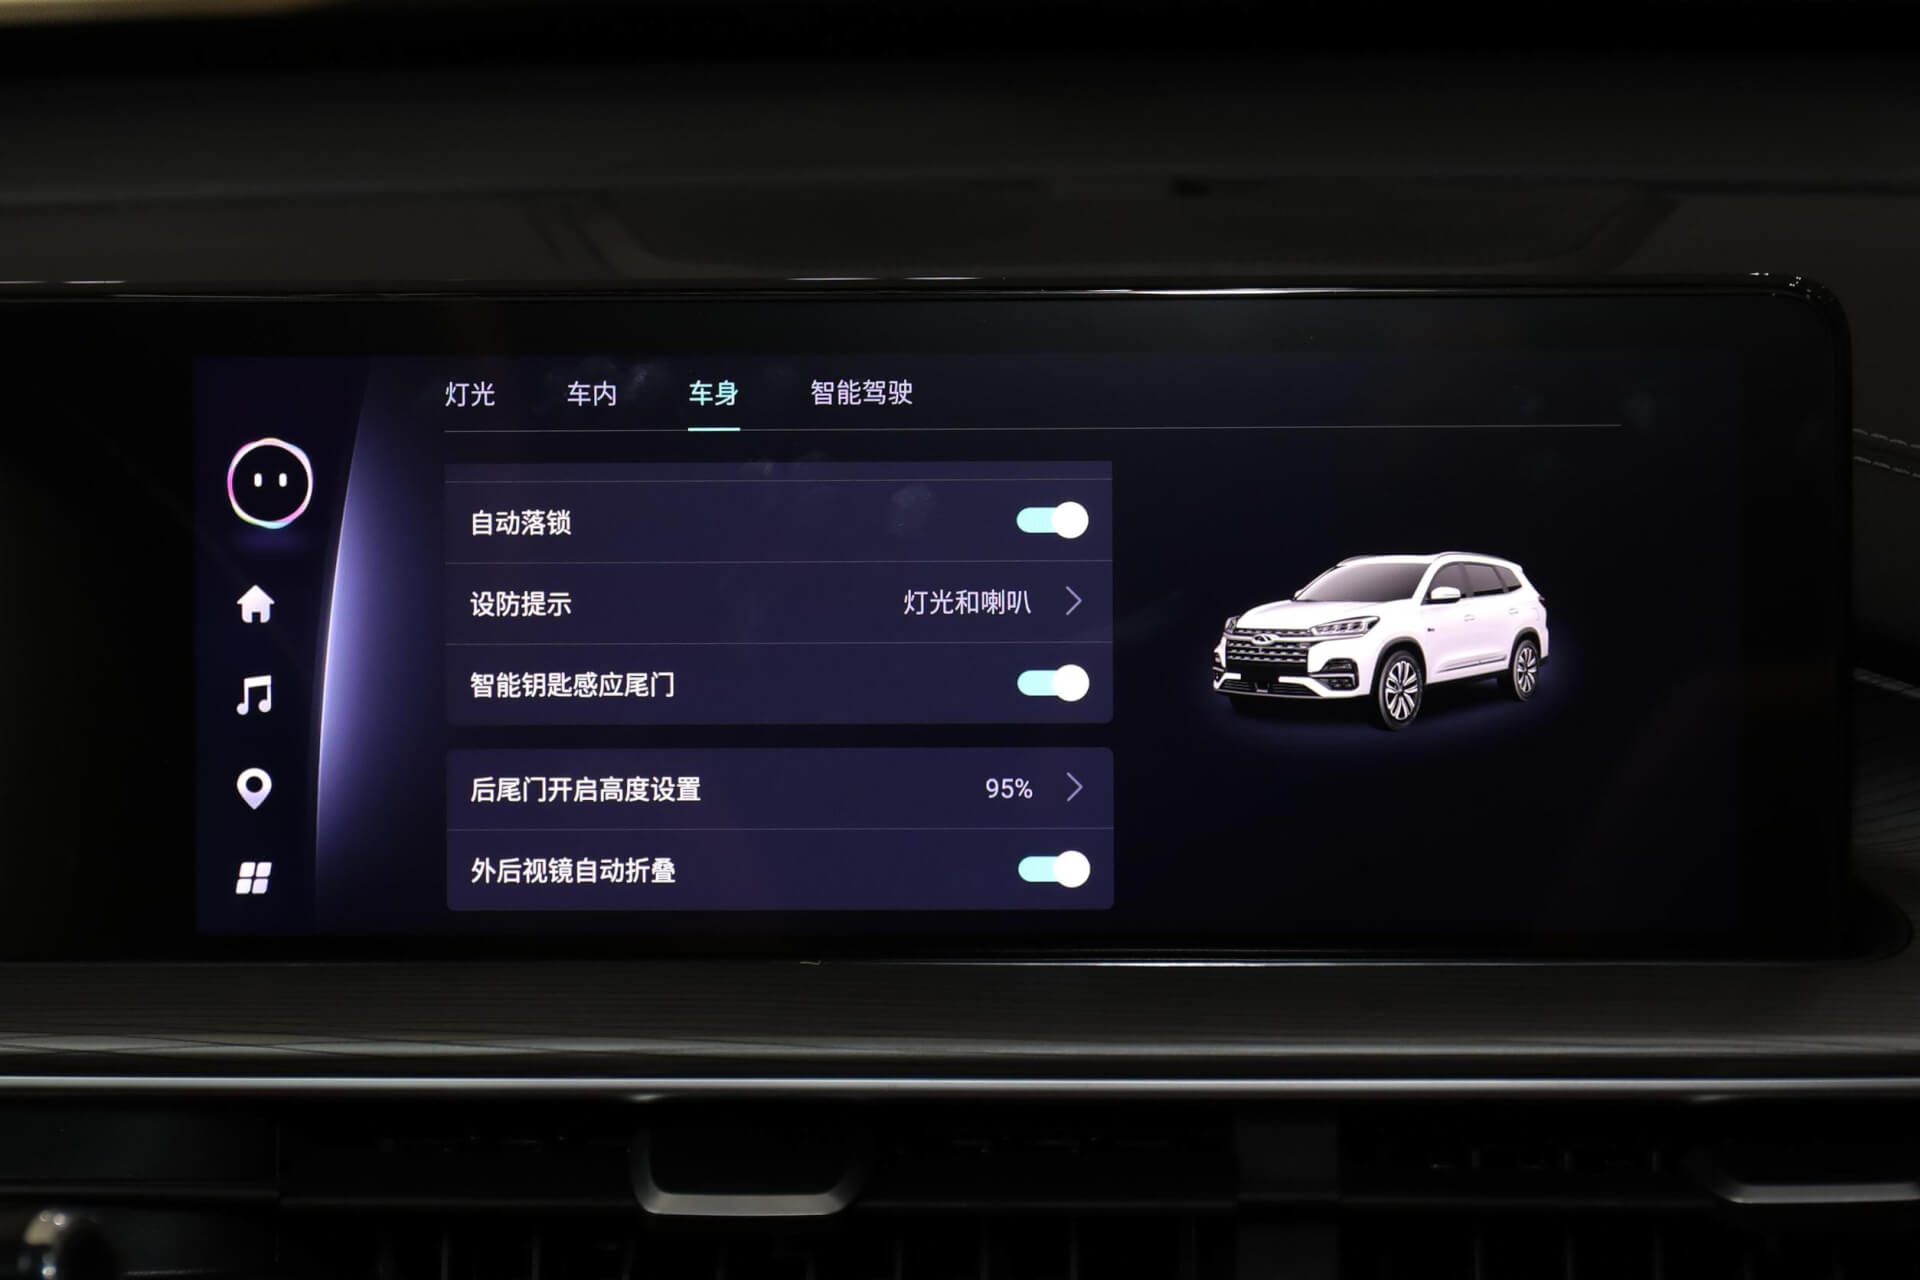 灯光 车内 车身 智能驾驶
自动落锁
设防提示 灯光和喇叭
智能钥匙感应尾门
后尾门开启高度设置 95%
外后视镜自动折叠